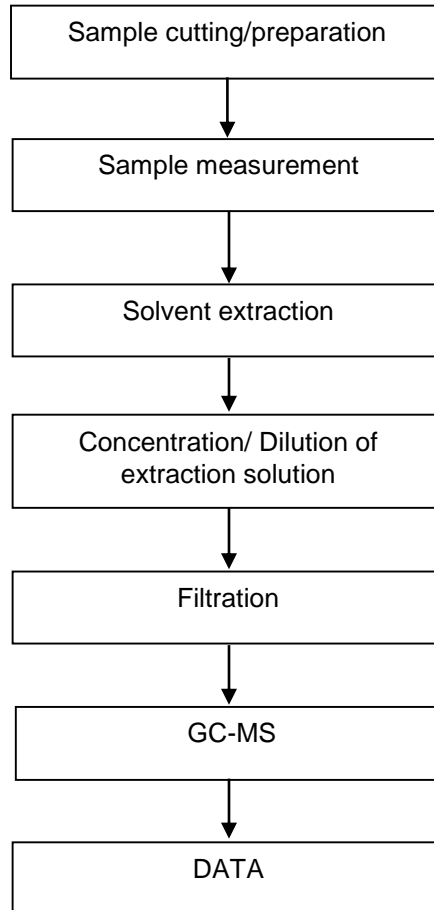 Sample cutting/preparation
Sample measurement
Solvent extraction
Concentration/ Dilution of
extraction solution
Filtration
GC-MS
DATA